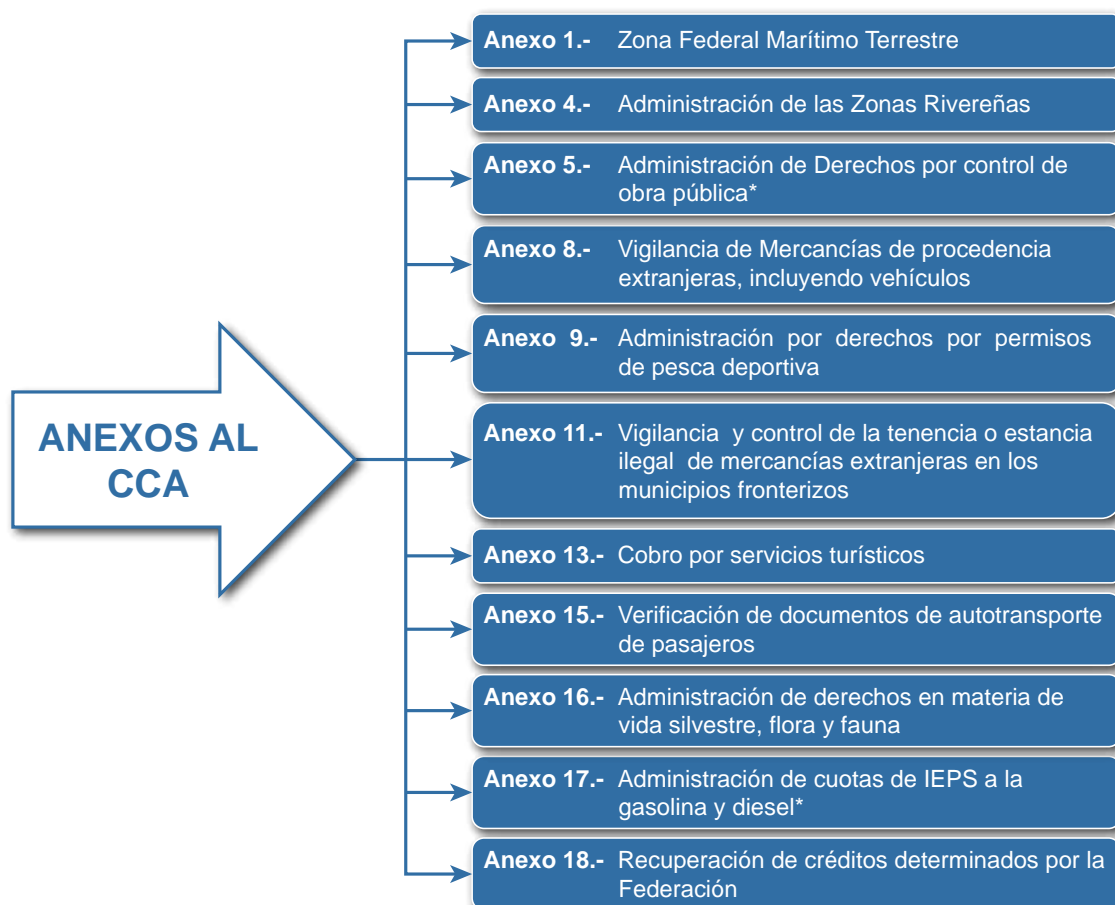 ANEXOS AL
CCA
Anexo 1.- Zona Federal Marítimo Terrestre
Anexo 4.- Administración de las Zonas Rivereñas
Anexo 5.- Administración de Derechos por control de
obra pública*
Anexo 8.- Vigilancia de Mercancías de procedencia
extranjeras, incluyendo vehículos
Anexo 9.- Administración por derechos por permisos
de pesca deportiva
Anexo 11.- Vigilancia y control de la tenencia o estancia
ilegal de mercancías extranjeras en los
municipios fronterizos
Anexo 13.- Cobro por servicios turísticos
Anexo 15.- Verificación de documentos de autotransporte
de pasajeros
Anexo 16.- Administración de derechos en materia de
vida silvestre, flora y fauna
Anexo 17.- Administración de cuotas de IEPS a la
gasolina y diesel*
Anexo 18.- Recuperación de créditos determinados por la
Federación